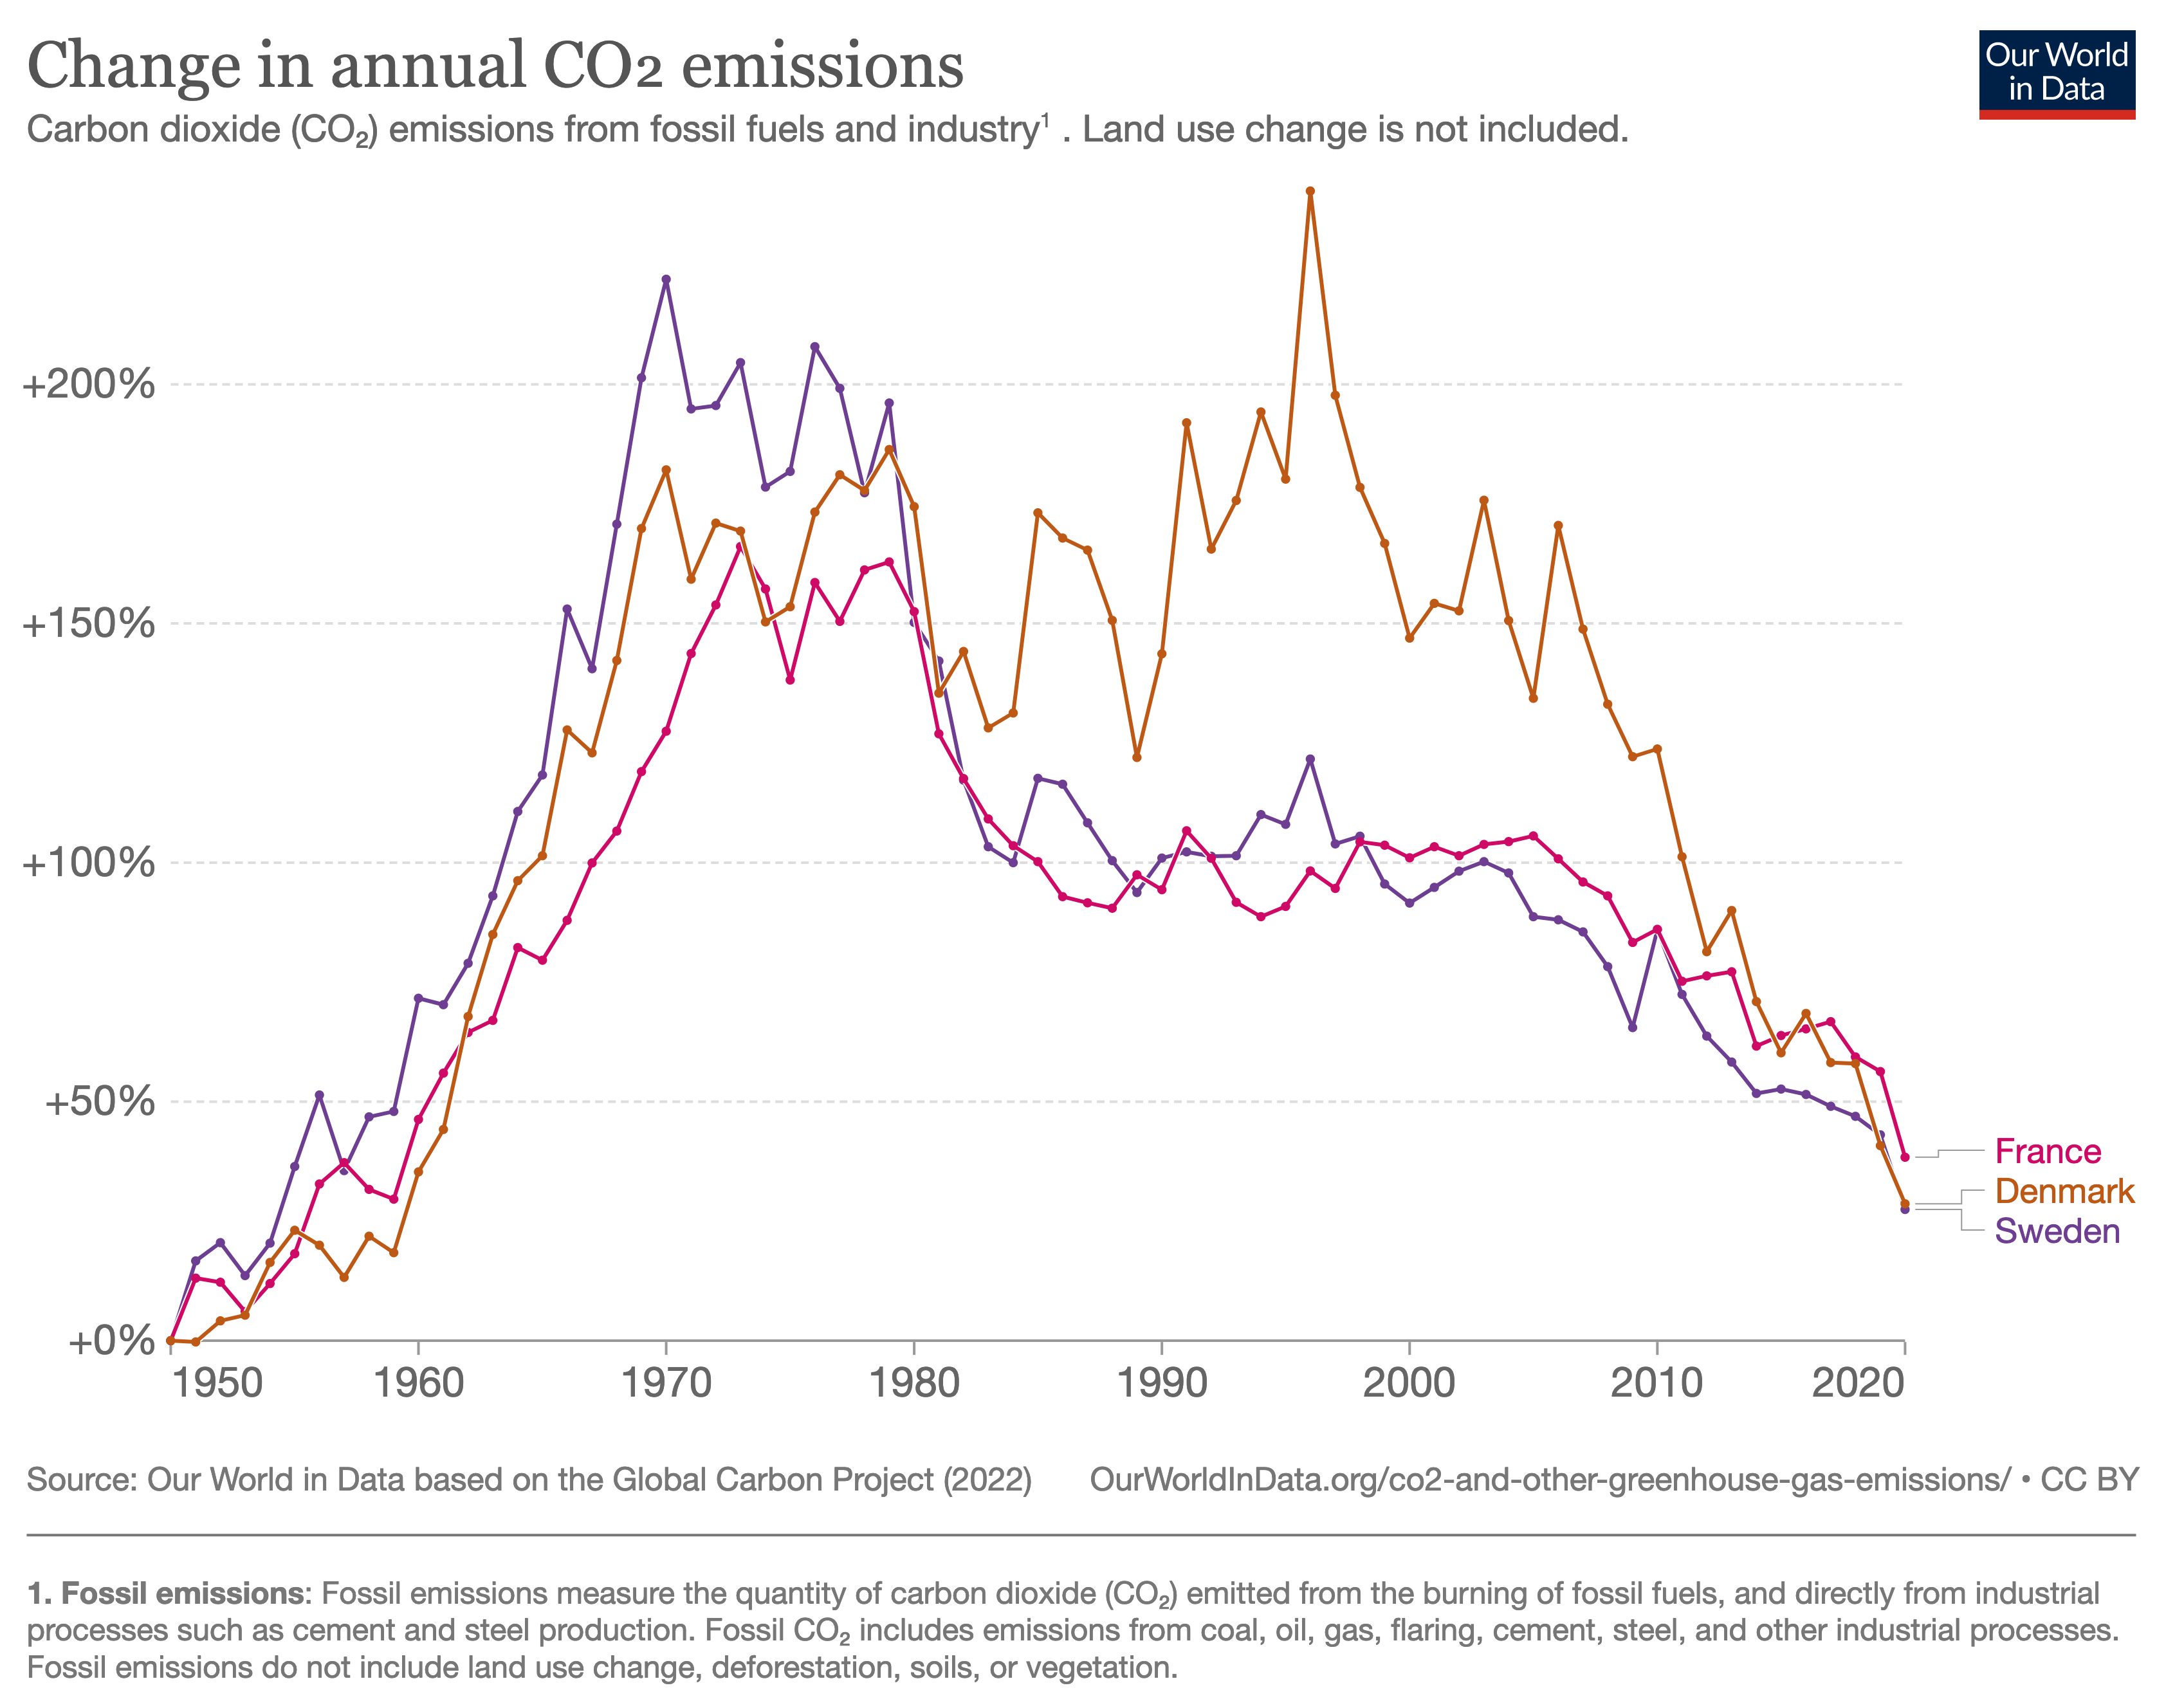 Change in annual CO2 emissions
Our World
in Data
Carbon dioxide (CO₂) emissions from fossil fuels and industry¹ . Land use change is not included.
+200%
+150%
+100%
+50%
+0%
France
Denmark
Sweden
1950 1960 1970 1980 1990 2000 2010 2020
Source: Our World in Data based on the Global Carbon Project (2022) OurWorldInData.org/co2-and-other-greenhouse-gas-emissions/ • CC BY
1. Fossil emissions: Fossil emissions measure the quantity of carbon dioxide (CO₂) emitted from the burning of fossil fuels, and directly from industrial
processes such as cement and steel production. Fossil CO₂ includes emissions from coal, oil, gas, flaring, cement, steel, and other industrial processes.
Fossil emissions do not include land use change, deforestation, soils, or vegetation.